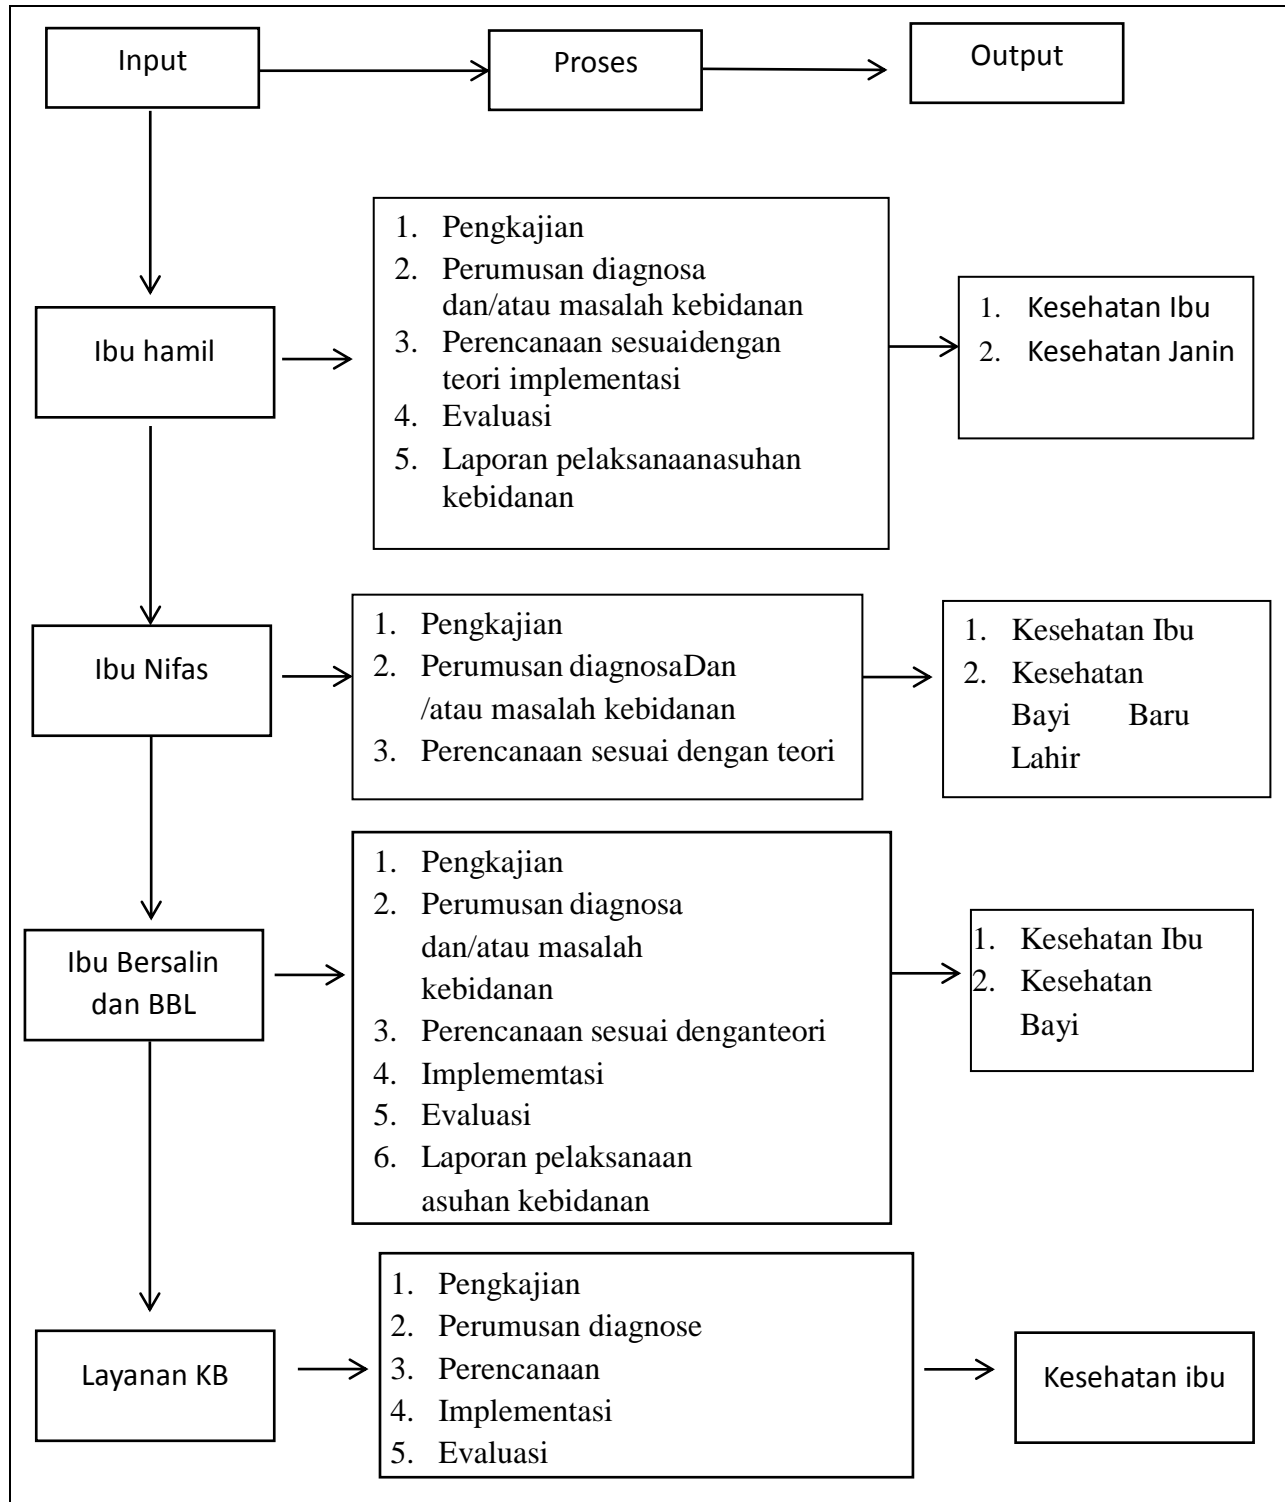 Input
Proses
Output
Ibu hamil
1. Pengkajian
2. Perumusan diagnosa
dan/atau masalah kebidanan
3. Perencanaan sesuaidengan
teori implementasi
4. Evaluasi
5. Laporan pelaksanaanasuhan
kebidanan
1. Kesehatan Ibu
2. Kesehatan Janin
Ibu Nifas
1. Pengkajian
2. Perumusan diagnosaDan
/atau masalah kebidanan
3. Perencanaan sesuai dengan teori
1. Kesehatan Ibu
2. Kesehatan
Bayi Baru
Lahir
Ibu Bersalin
dan BBL
1. Pengkajian
2. Perumusan diagnosa
dan/atau masalah
kebidanan
3. Perencanaan sesuai denganteori
4. Implememtasi
5. Evaluasi
6. Laporan pelaksanaan
asuhan kebidanan
1. Kesehatan Ibu
2. Kesehatan
Bayi
Layanan KB
1. Pengkajian
2. Perumusan diagnose
3. Perencanaan
4. Implementasi
5. Evaluasi
Kesehatan ibu